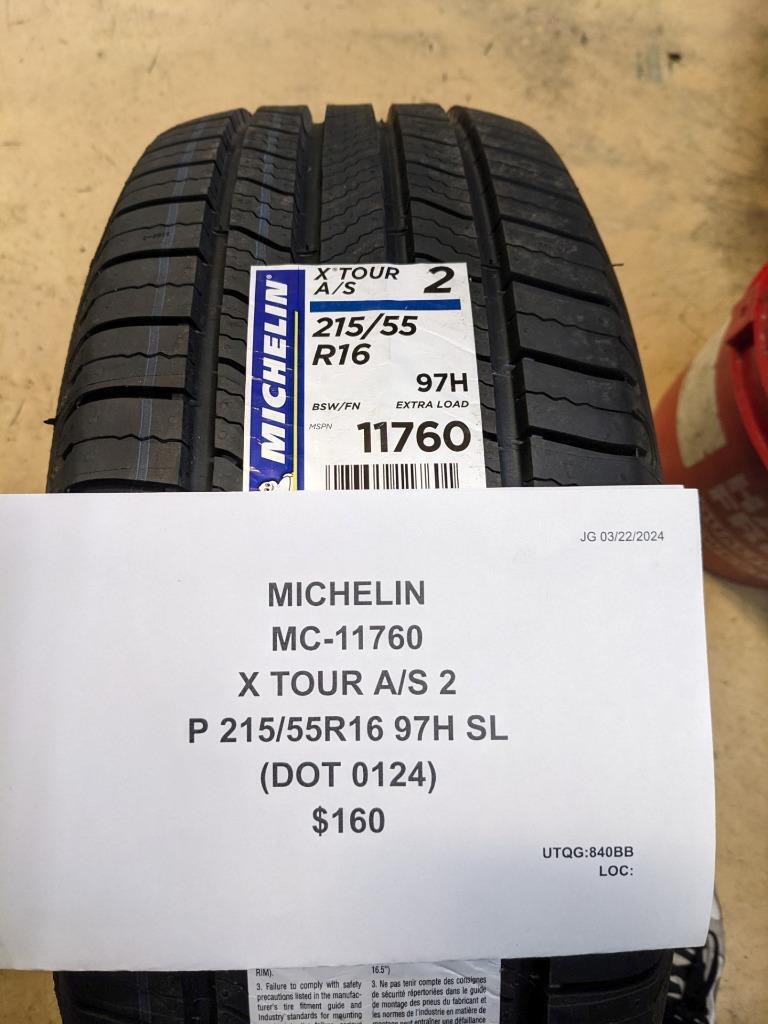 MICHELIN
X TOUR
A/S
2
215/55
R16
97H
BSW/FN EXTRA LOAD
MSPN 11760
JG 03/22/2024
MICHELIN
MC-11760
X TOUR A/S 2
P 215/55R16 97H SL
(DOT 0124)
$160
UTQG:840BB
LOC:
RIM).
3. Failure to comply with safety
precautions listed in the manufac-
turer's tire fitment guide and
industry standards for mounting
16.5")
3. Ne pas tenir compte des consignes
de sécurité répertoriées dans le guide
de montage des pneus du fabricant et
les normes de l'industrie en matière de
montage peut entraîner une défaillance